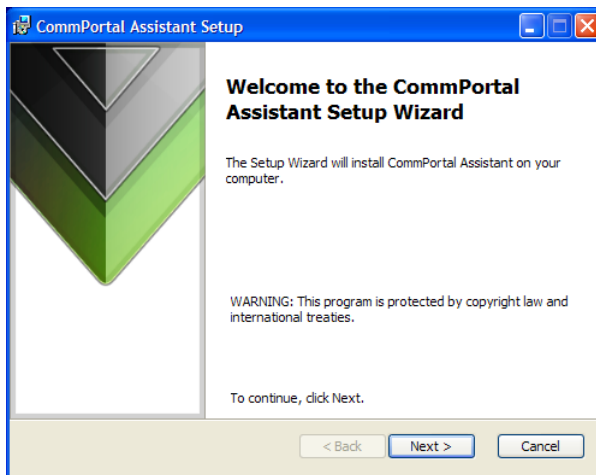 CommPortal Assistant Setup
Welcome to the CommPortal
Assistant Setup Wizard
The Setup Wizard will install CommPortal Assistant on your
computer.
WARNING: This program is protected by copyright law and
international treaties.
To continue, click Next.
< Back Next > Cancel